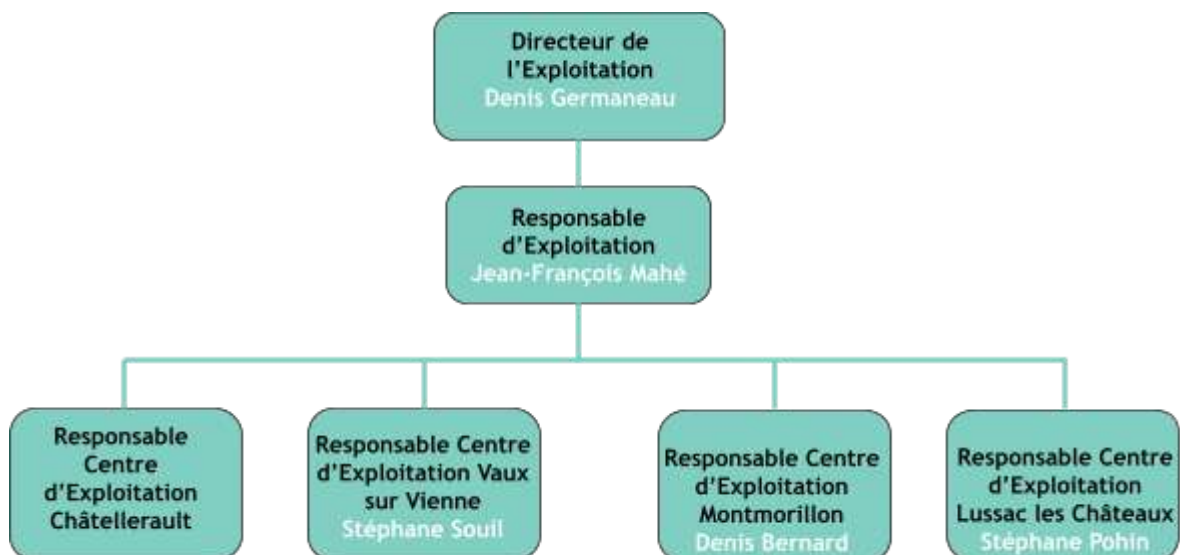 Directeur de
l'Exploitation
Denis Germaneau
Responsable
d'Exploitation
Jean-François Mahé
Responsable
Centre
d'Exploitation
Châtellerault
Responsable Centre
d'Exploitation Vaux
sur Vienne
Stéphane Souil
Responsable Centre
d'Exploitation
Montmorillon
Denis Bernard
Responsable Centre
d'Exploitation
Lussac les Châteaux
Stéphane Pohin